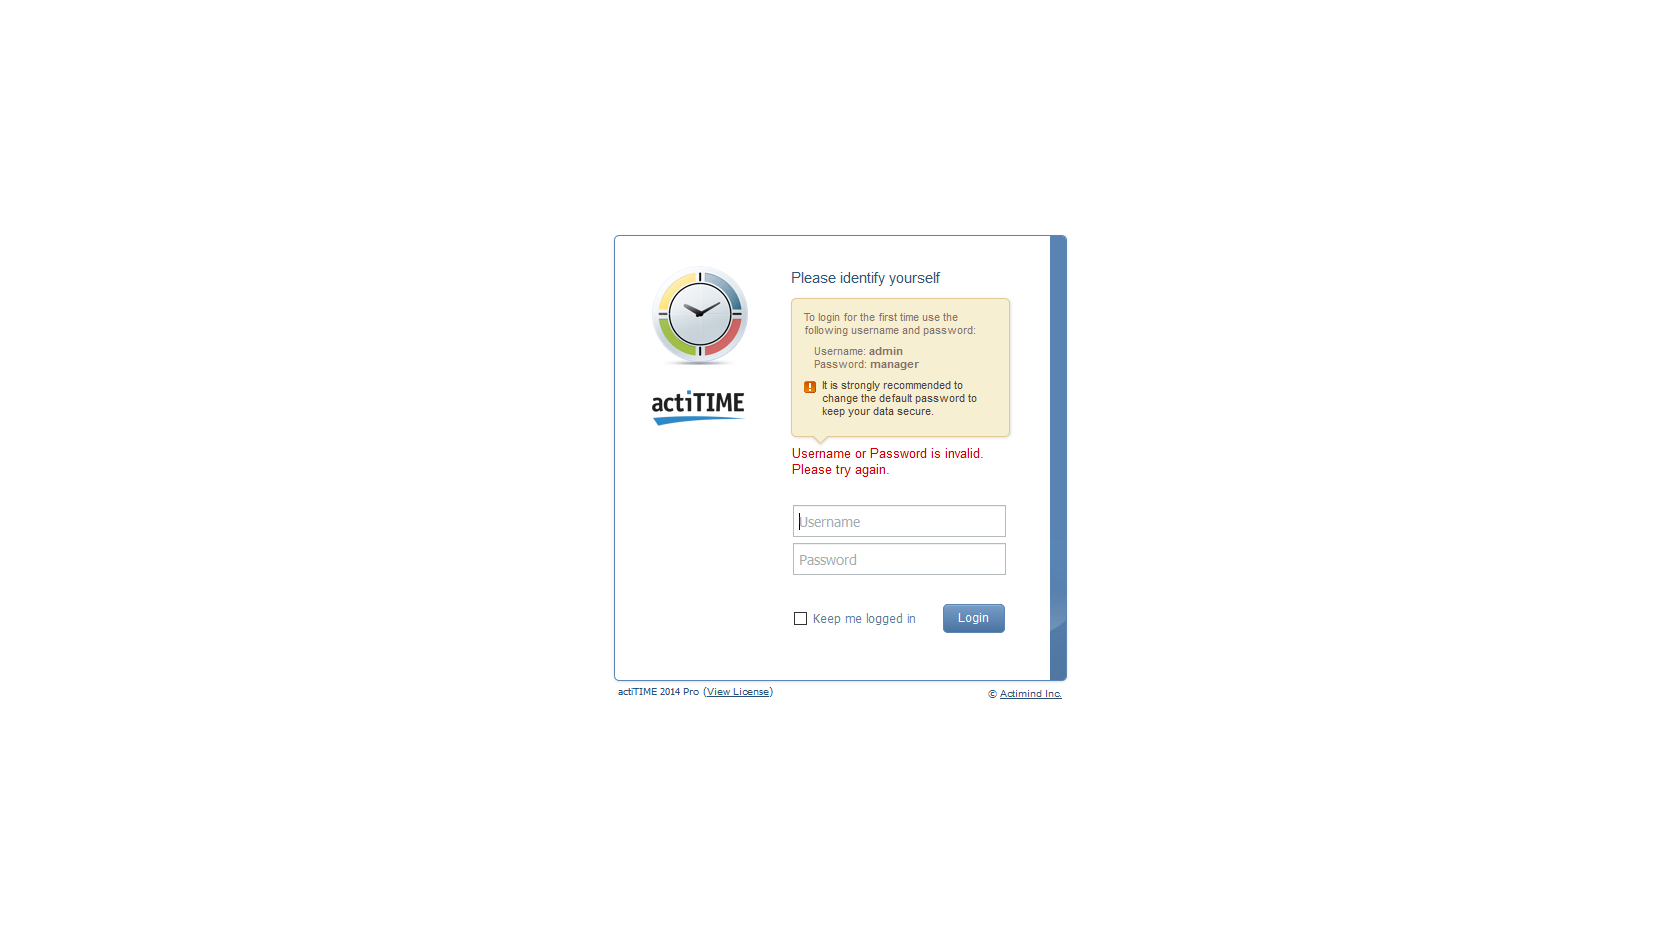 Please identify yourself
To login for the first time use the
following username and password:
Username: admin
Password: manager
It is strongly recommended to
change the default password to
keep your data secure.
actiTIME
Username or Password is invalid.
Please try again.
Username
Password
Keep me logged in
Login
actiTIME 2014 Pro (View License)
© Actimind Inc.